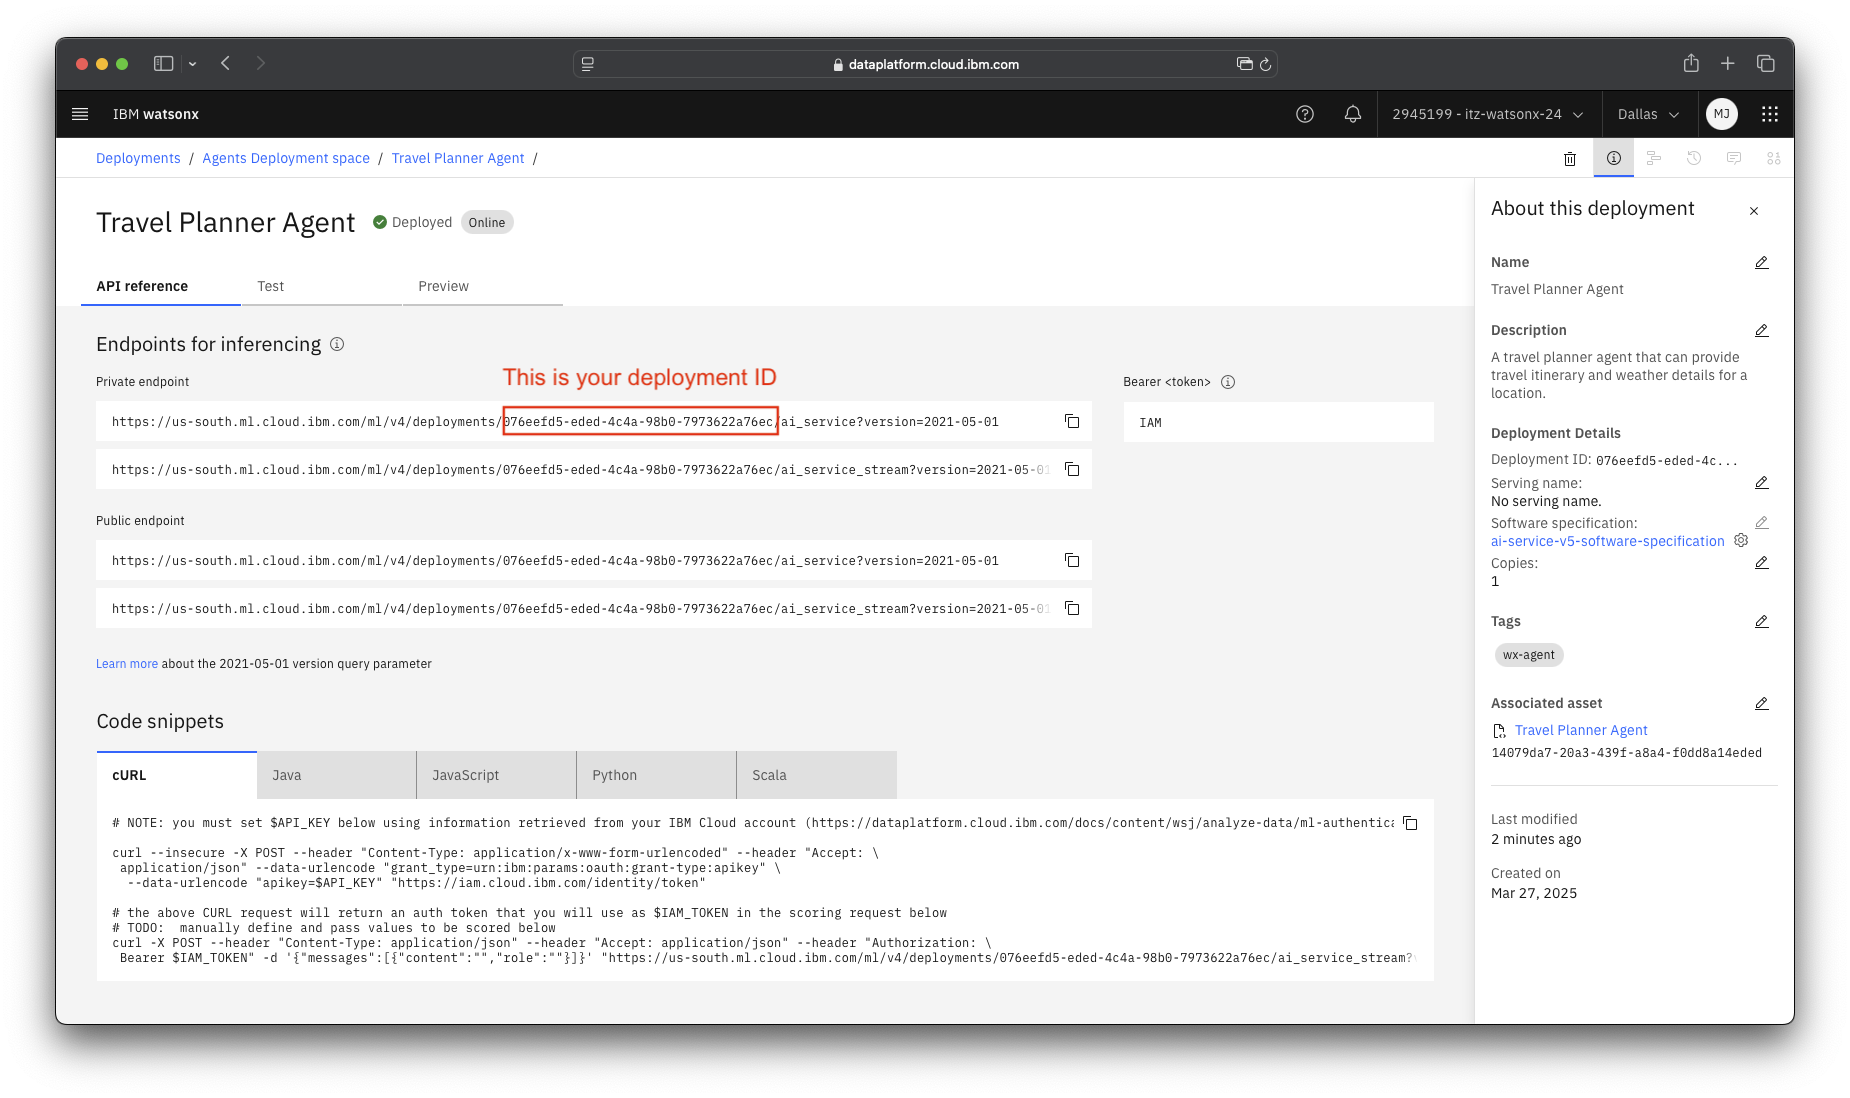 dataplatform.cloud.ibm.com
IBM watsonx
2945199 - itz-watsonx-24
Dallas
MJ
Deployments / Agents Deployment space / Travel Planner Agent /
Travel Planner Agent
Deployed
Online
API reference
Test
Preview
Endpoints for inferencing
Private endpoint
This is your deployment ID
https://us-south.ml.cloud.ibm.com/ml/v4/deployments/076eefd5-eded-4c4a-98b0-7973622a76ec/ai_service?version=2021-05-01
https://us-south.ml.cloud.ibm.com/ml/v4/deployments/076eefd5-eded-4c4a-98b0-7973622a76ec/ai_service_stream?version=2021-05-01
Public endpoint
https://us-south.ml.cloud.ibm.com/ml/v4/deployments/076eefd5-eded-4c4a-98b0-7973622a76ec/ai_service?version=2021-05-01
https://us-south.ml.cloud.ibm.com/ml/v4/deployments/076eefd5-eded-4c4a-98b0-7973622a76ec/ai_service_stream?version=2021-05-01
Bearer <token>
IAM
Learn more about the 2021-05-01 version query parameter
Code snippets
cURL
Java
JavaScript
Python
Scala
# NOTE: you must set $API_KEY below using information retrieved from your IBM Cloud account (https://dataplatform.cloud.ibm.com/docs/content/wsj/analyze-data/ml-authentica
curl --insecure -X POST --header "Content-Type: application/x-www-form-urlencoded" --header "Accept: \
application/json" --data-urlencode "grant_type=urn:ibm:params:oauth:grant-type:apikey" \
--data-urlencode "apikey=$API_KEY" "https://iam.cloud.ibm.com/identity/token"
# the above CURL request will return an auth token that you will use as $IAM_TOKEN in the scoring request below
# TODO:  manually define and pass values to be scored below
curl -X POST --header "Content-Type: application/json" --header "Accept: application/json" --header "Authorization: \
Bearer $IAM_TOKEN" -d '{"messages":[{"content":"","role":""}]}' "https://us-south.ml.cloud.ibm.com/ml/v4/deployments/076eefd5-eded-4c4a-98b0-7973622a76ec/ai_service_stream?
About this deployment
Name
Travel Planner Agent
Description
A travel planner agent that can provide
travel itinerary and weather details for a
location.
Deployment Details
Deployment ID: 076eefd5-eded-4c...
Serving name:
No serving name.
Software specification:
ai-service-v5-software-specification
Copies:
1
Tags
wx-agent
Associated asset
Travel Planner Agent
14079da7-20a3-439f-a8a4-f0dd8a14eded
Last modified
2 minutes ago
Created on
Mar 27, 2025